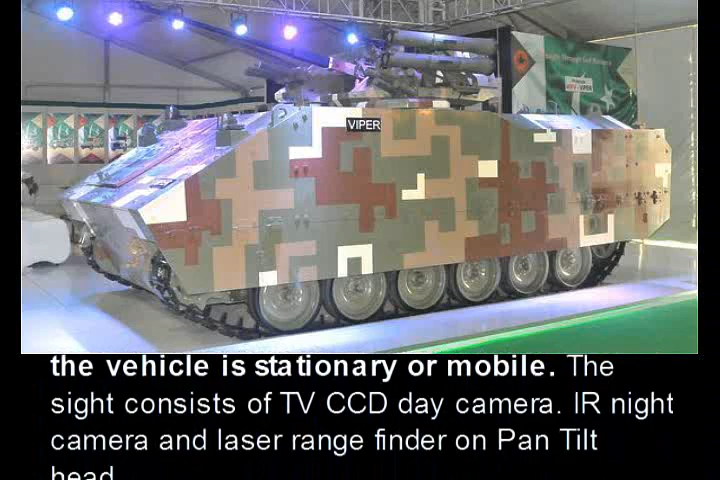 VIPER
the vehicle is stationary or mobile. The
sight consists of TV CCD day camera. IR night
camera and laser range finder on Pan Tilt
head